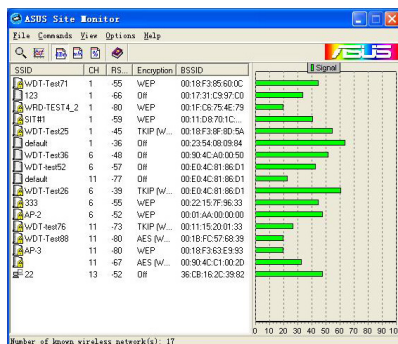 ASUS Site Monitor
File Commands View Options Help
SSID CH RS... Encryption BSSID Signal
WDT-Test71 1 -55 WEP 00:18:F3:85:60:0C
123 1 -66 Off 00:17:31:C9:97:C0
WRD-TEST4_2 1 -80 WEP 00:1F:C6:75:4E:79
SIT#1 1 -59 WEP 00:11:D8:70:1C:...
WDT-Test25 1 -45 TKIP (W... 00:18:F3:8F:8D:5A
default 1 -36 Off 00:23:54:08:09:84
WDT-Test36 6 -48 Off 00:90:4C:A0:00:50
WDT-test52 6 -57 Off 00:E0:4C:81:86:D1
default 11 -77 Off 00:E0:4C:81:86:D1
WDT-Test26 6 -39 TKIP (W... 00:E0:4C:81:86:D1
333 6 -55 WEP 00:22:15:7F:96:33
AP-2 6 -52 WEP 00:01:AA:00:00:00
WDT-test76 11 -73 TKIP (W... 00:11:15:20:01:33
WDT-Test88 11 -80 AES (W... 00:1B:FC:57:68:39
AP-3 11 -80 WEP 00:18:F3:63:E9:93
11 -67 AES (W... 00:90:4C:C1:00:2D
22 13 -52 Off 36:CB:16:2C:39:82
0 10 20 30 40 50 60 70 80 90 10
Number of known wireless network(s): 17